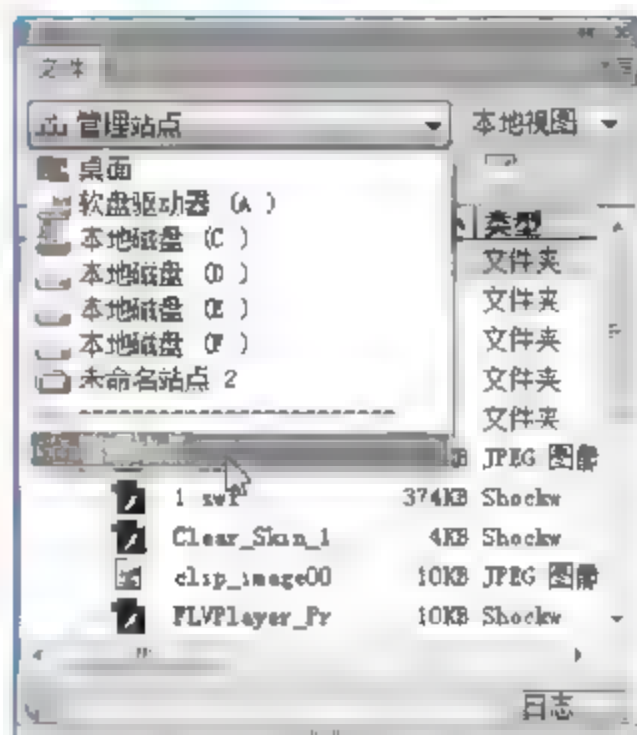 文件
管理站点 本地视图
桌面
软盘驱动器 (A )
类型
本地磁盘 (C )
文件夹
本地磁盘 (D )
文件夹
本地磁盘 (E )
文件夹
本地磁盘 (F )
文件夹
未命名站点 2
文件夹
KB JPEG 图像
1 swf 374KB Shockw
Clear_Skin_1 4KB Shockw
clip_image00 10KB JPEG 图像
FLVPlayer_Pr 10KB Shockw
日志